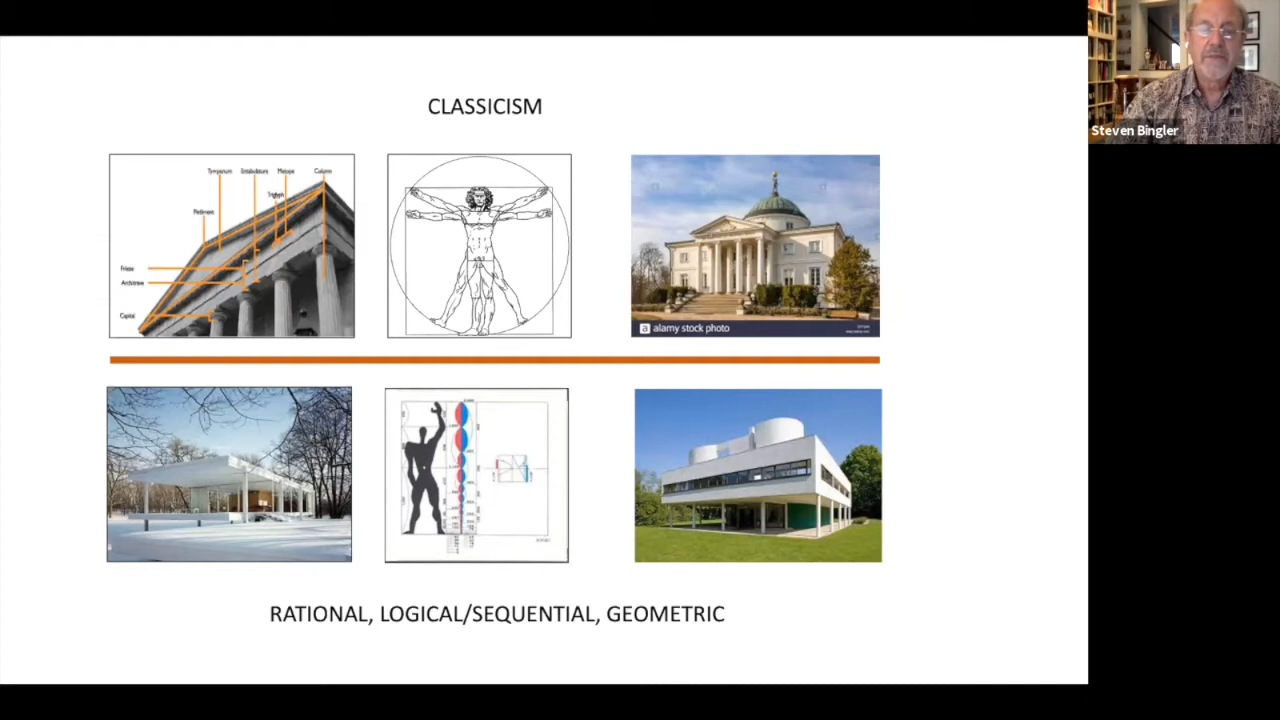 CLASSICISM
Steven Bingler
Tympanum Entablature Metope Column
Triglyph
Pediment
Frieze
Architrave
Capital
a alamy stock photo
RATIONAL, LOGICAL/SEQUENTIAL, GEOMETRIC